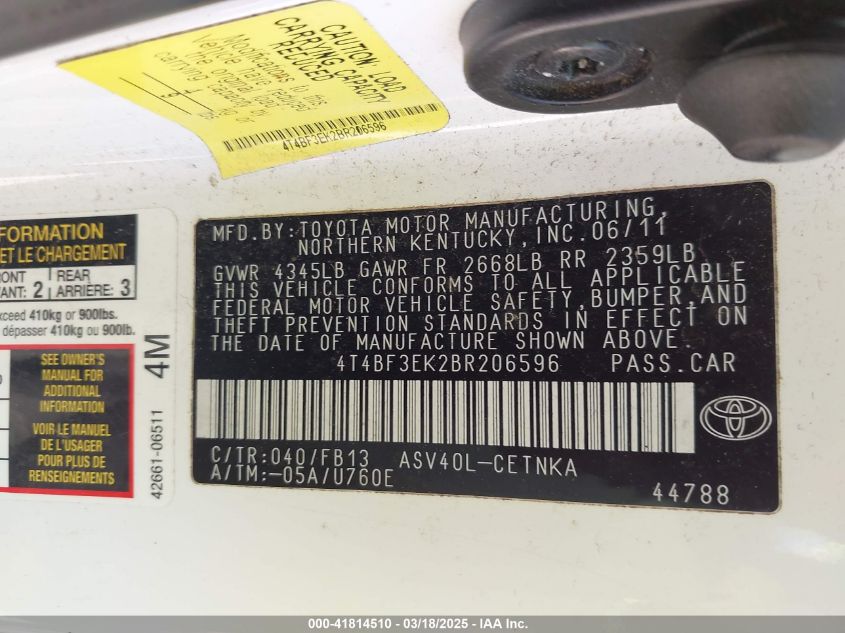 CAUTION: LOAD
CARRYING CAPACITY
REDUCED
Modifications to this
4T4BF3EK2BR206596
MFD.BY: TOYOTA MOTOR MANUFACTURING,
NORTHERN KENTUCKY, INC. 06/11
GVWR 4345LB GAWR FR 2668LB RR 2359LB
THIS VEHICLE CONFORMS TO ALL APPLICABLE
FEDERAL MOTOR VEHICLE SAFETY, BUMPER, AND
THEFT PREVENTION STANDARDS IN EFFECT ON
THE DATE OF MANUFACTURE SHOWN ABOVE.
4T4BF3EK2BR206596 PASS.CAR
C/TR: 040/FB13 ASV40L-CETNKA
A/TM:-05A/U760E
44788
ET LE CHARGEMENT
REAR
2 ARRIÈRE: 3
410kg or 900lbs.
dépasser 410kg ou 900lb.
SEE OWNER'S
MANUAL FOR
ADDITIONAL
INFORMATION
VOIR LE MANUEL
DE L'USAGER
POUR PLUS DE
RENSEIGNEMENTS
4M
42661-06511
000-41814510 - 03/18/2025 - IAA Inc.